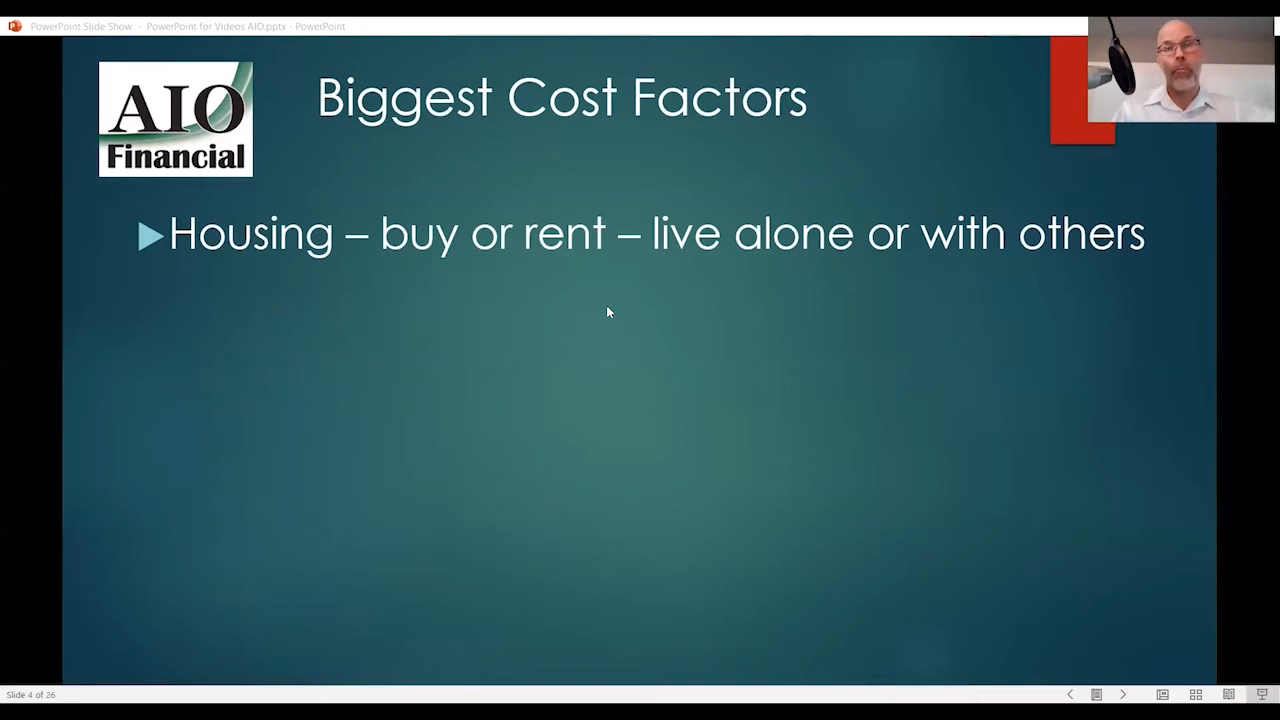 PowerPoint Slide Show - PowerPoint for Videos AIO.pptx - PowerPoint
AIO
Financial
Biggest Cost Factors
Housing – buy or rent – live alone or with others
Slide 4 of 26